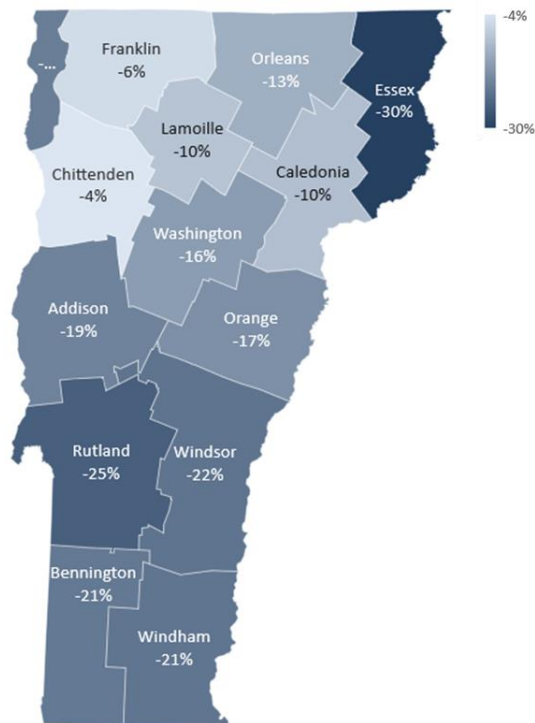 -4%
-30%
Franklin
-6%
Orleans
-13%
Essex
-30%
-...
Lamoille
-10%
Chittenden
-4%
Caledonia
-10%
Washington
-16%
Addison
-19%
Orange
-17%
Rutland
-25%
Windsor
-22%
Bennington
-21%
Windham
-21%